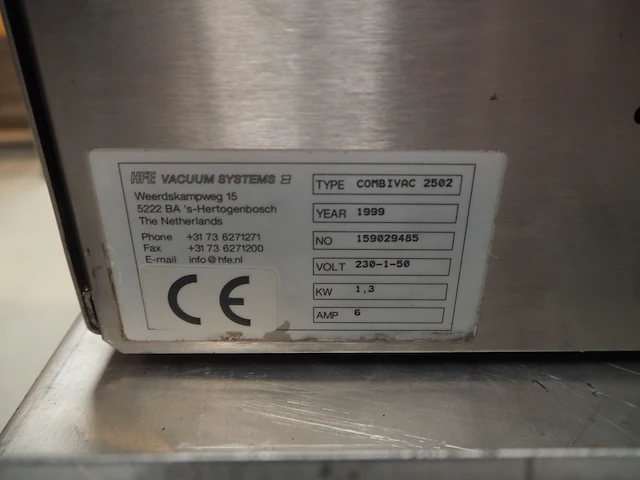 HFE VACUUM SYSTEMS
Weerdskampweg 15
5222 BA 's-Hertogenbosch
The Netherlands
Phone +31 73 6271271
Fax +31 73 6271200
E-mail info@hfe.nl
CE
TYPE COMBIVAC 2502
YEAR 1999
NO 159029485
VOLT 230-1-50
KW 1,3
AMP 6